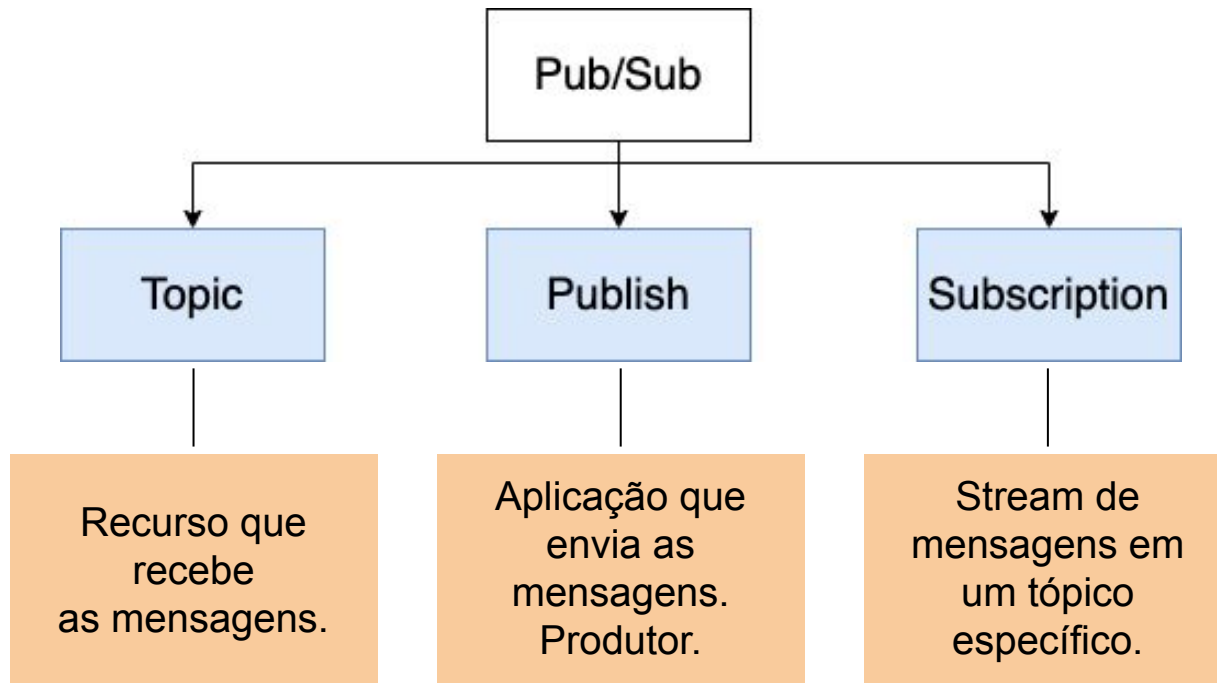 Pub/Sub
Topic
Publish
Subscription
Recurso que
recebe
as mensagens.
Aplicação que
envia as
mensagens.
Produtor.
Stream de
mensagens em
um tópico
específico.